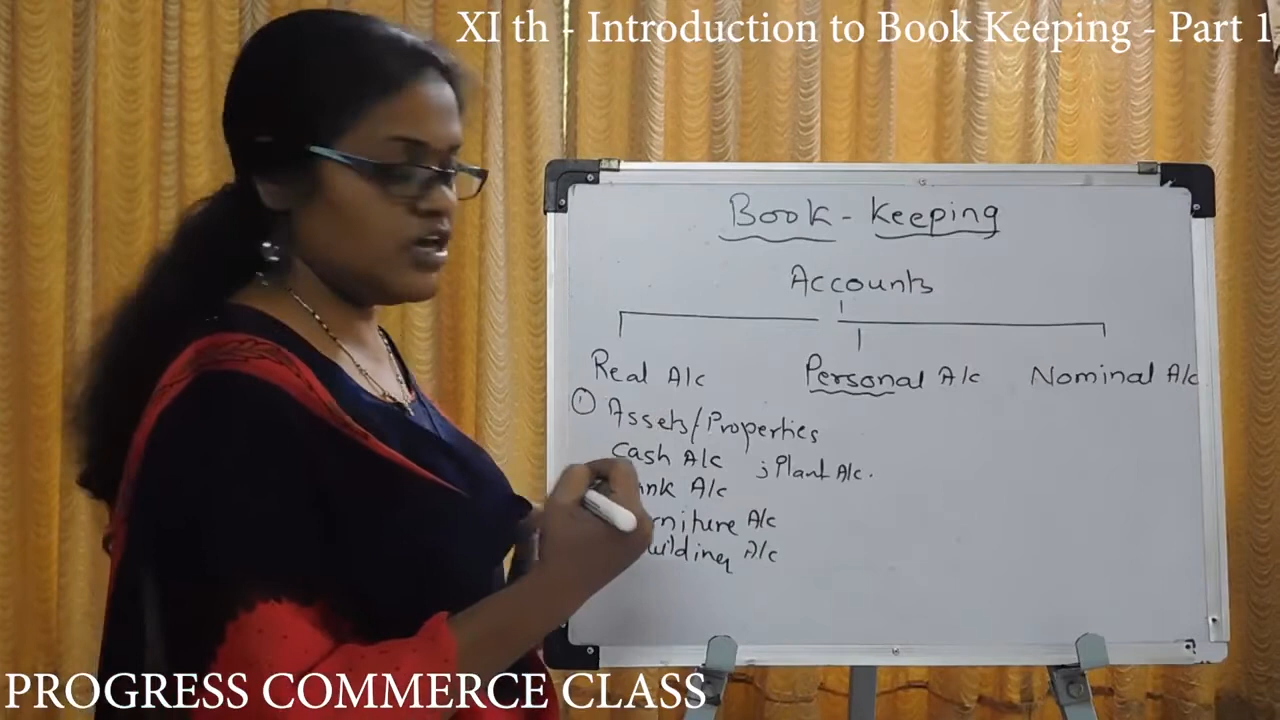 XI th - Introduction to Book Keeping - Part 1
Book - Keeping
Accounts
Real A/c Personal A/c Nominal A/c
① Assets/Properties
Cash A/c ; Plant A/c.
A/c
A/c
A/c
PROGRESS COMMERCE CLASS